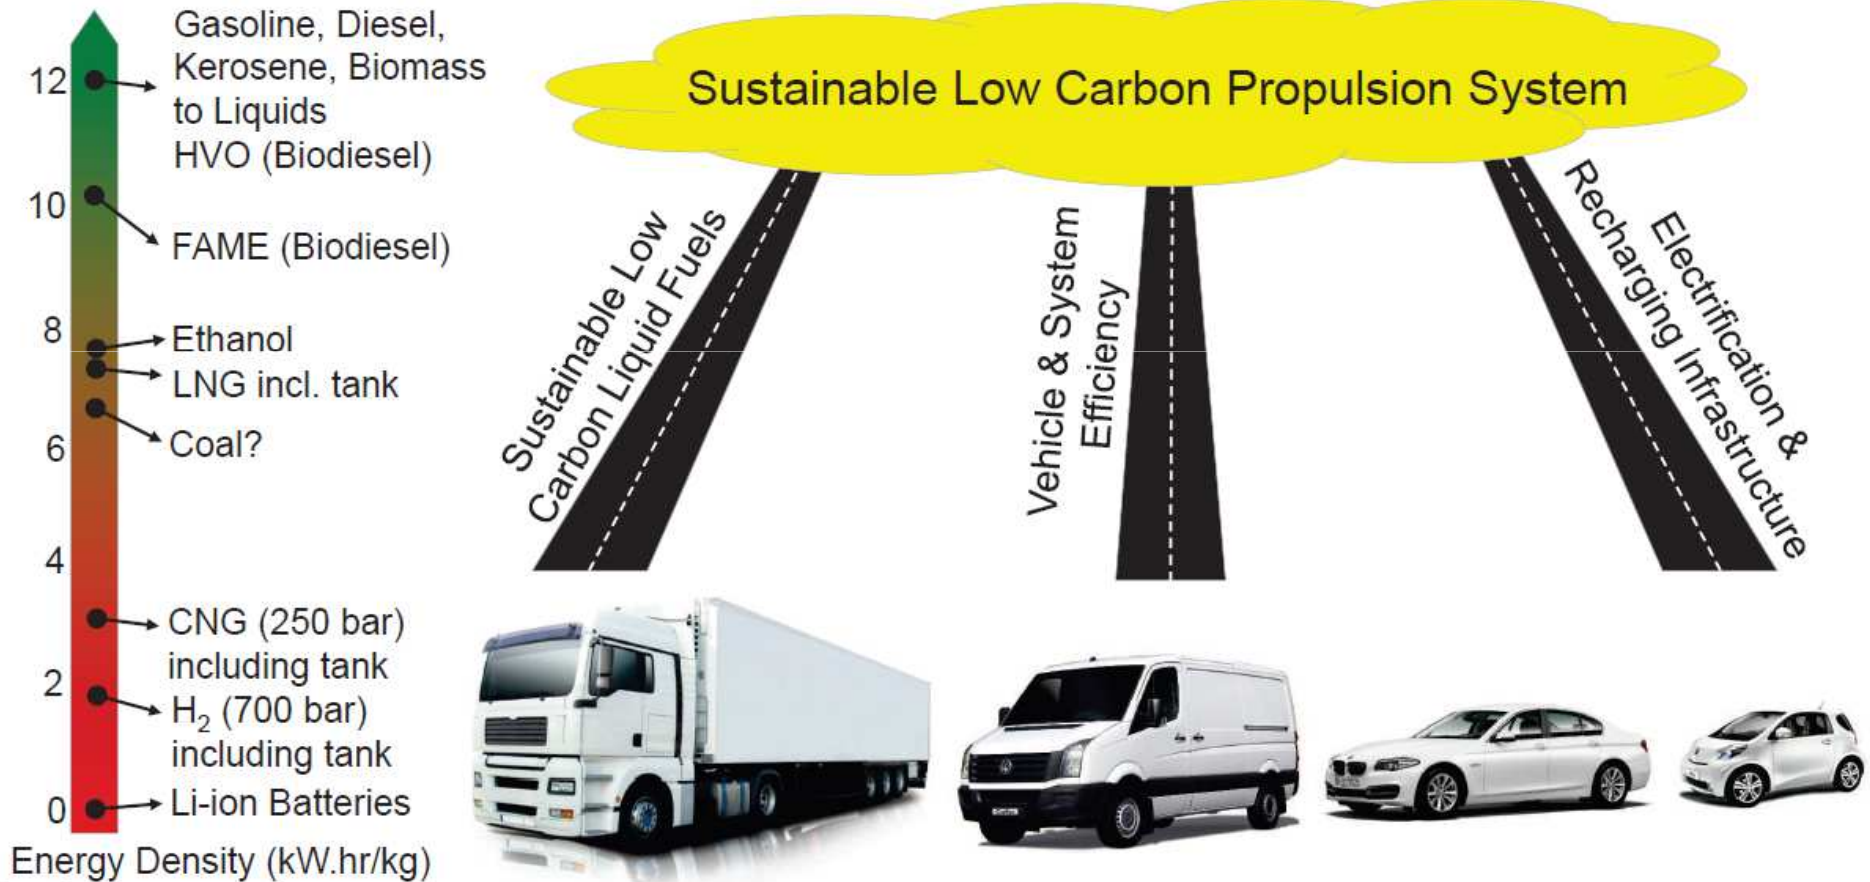 12
10
8
6
4
2
0
Gasoline, Diesel,
Kerosene, Biomass
to Liquids
HVO (Biodiesel)
FAME (Biodiesel)
Ethanol
LNG incl. tank
Coal?
CNG (250 bar)
including tank
H₂ (700 bar)
including tank
Li-ion Batteries
Energy Density (kW.hr/kg)
Sustainable Low Carbon Propulsion System
Sustainable Low
Carbon Liquid Fuels
Vehicle & System
Efficiency
Electrification &
Recharging Infrastructure